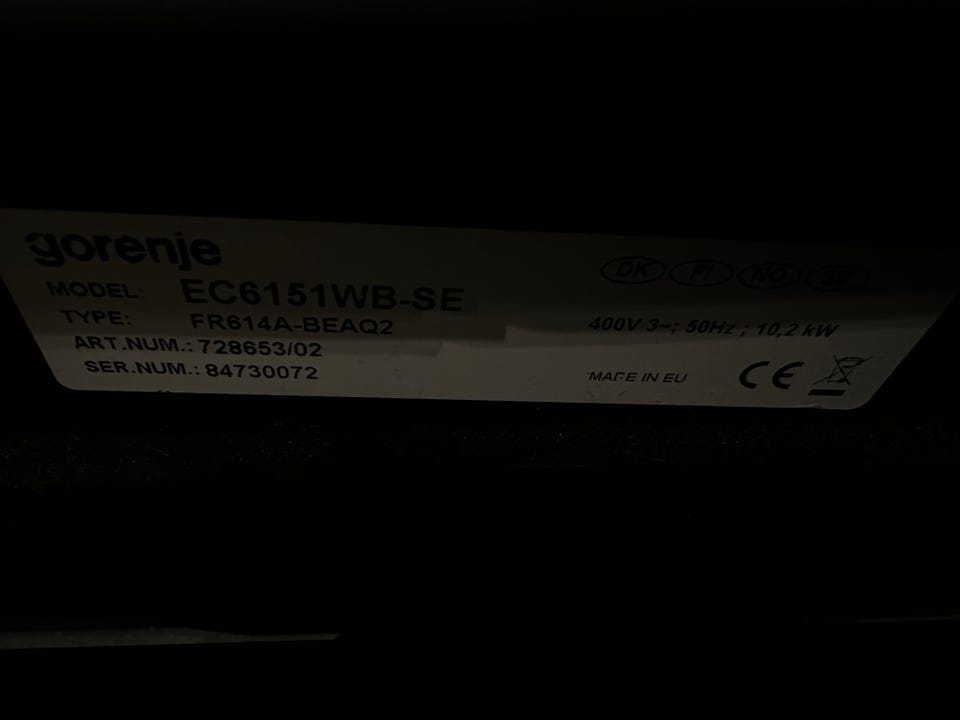 gorenje
MODEL: EC6151WB-SE
TYPE: FR614A-BEAQ2
ART.NUM.: 728653/02
SER.NUM.: 84730072
DK FI NO SE
400V 3~; 50Hz ; 10,2 kW
MADE IN EU CE